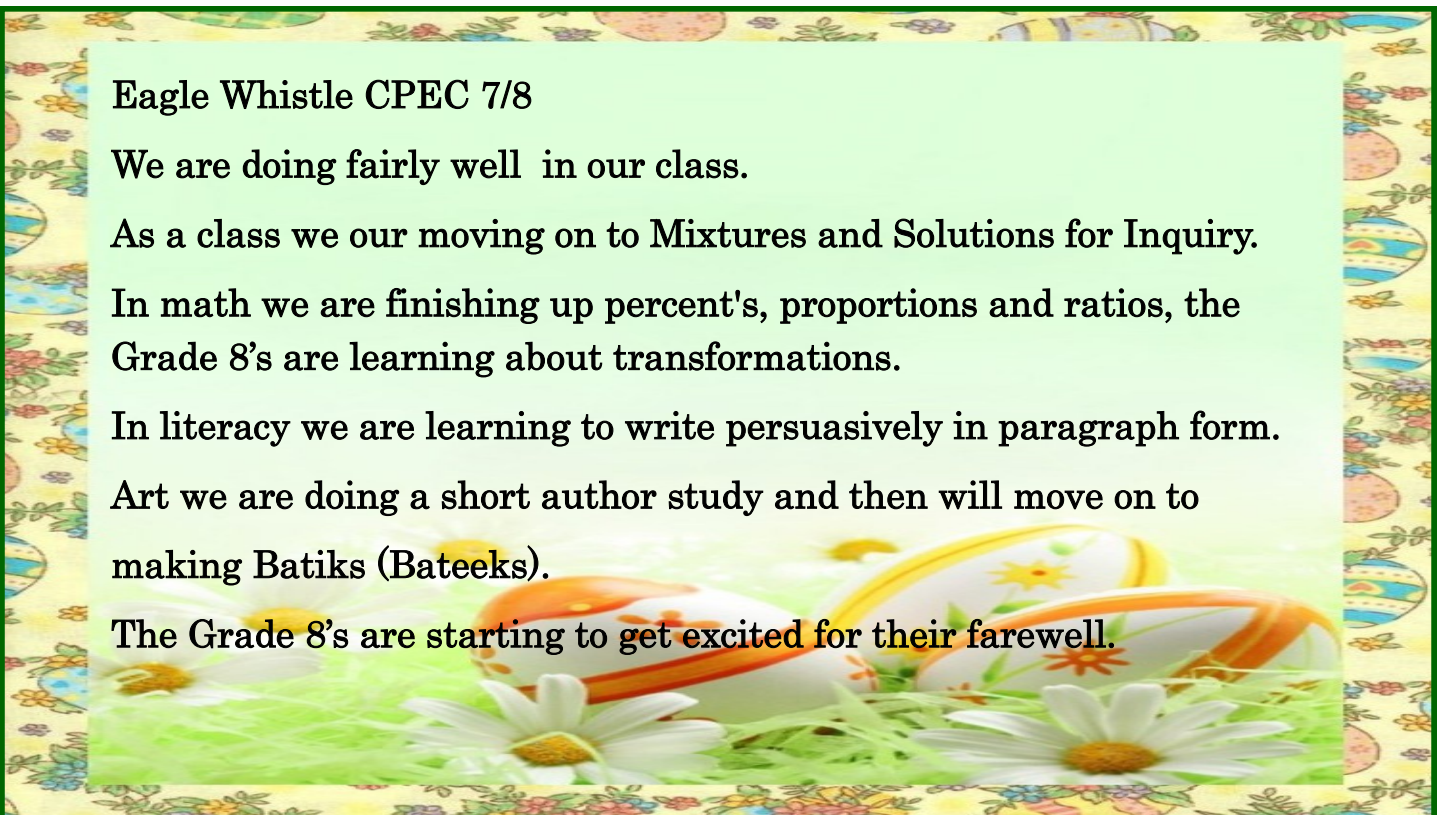 Eagle Whistle CPEC 7/8
We are doing fairly well  in our class.
As a class we our moving on to Mixtures and Solutions for Inquiry.
In math we are finishing up percent's, proportions and ratios, the
Grade 8’s are learning about transformations.
In literacy we are learning to write persuasively in paragraph form.
Art we are doing a short author study and then will move on to
making Batiks (Bateeks).
The Grade 8’s are starting to get excited for their farewell.